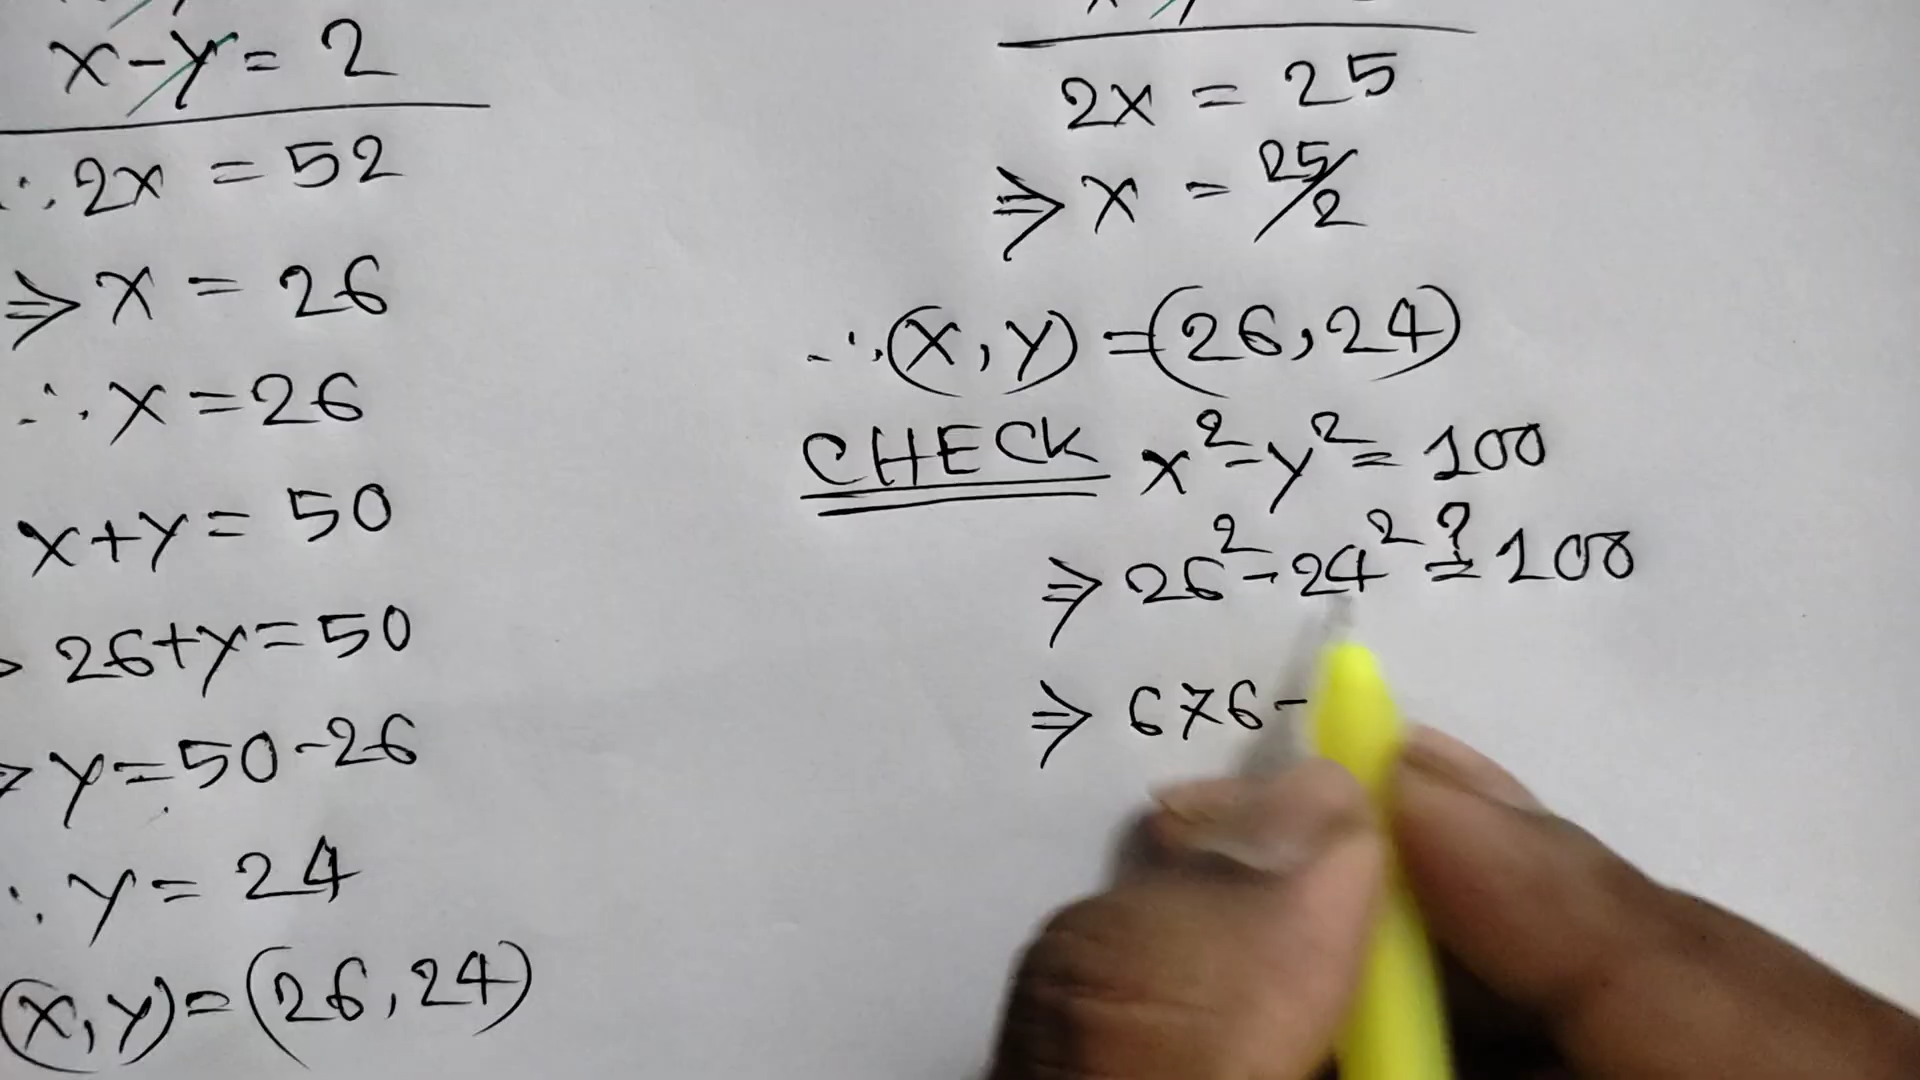 x-y= 2
∴ 2x = 52
⇒ x = 26
∴ x = 26
x+y = 50
26+y=50
y=50-26
∴ y = 24
(x, y) = (26, 24)
2x = 25
⇒ x = 25/2
∴ (x, y) = (26, 24)
CHECK x²-y² = 100
⇒ 26² - 24² ≟ 100
⇒ 676 -